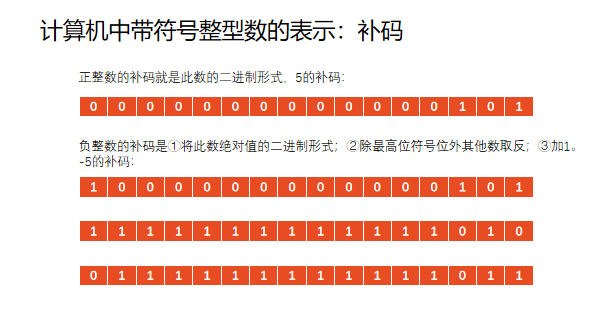 计算机中带符号整型数的表示：补码
正整数的补码就是此数的二进制形式，5的补码：
0 0 0 0 0 0 0 0 0 0 0 0 0 1 0 1
负整数的补码是①将此数绝对值的二进制形式；②除最高位符号位外其他数取反；③加1。
-5的补码：
1 0 0 0 0 0 0 0 0 0 0 0 0 1 0 1
1 1 1 1 1 1 1 1 1 1 1 1 1 0 1 0
0 1 1 1 1 1 1 1 1 1 1 1 1 0 1 1